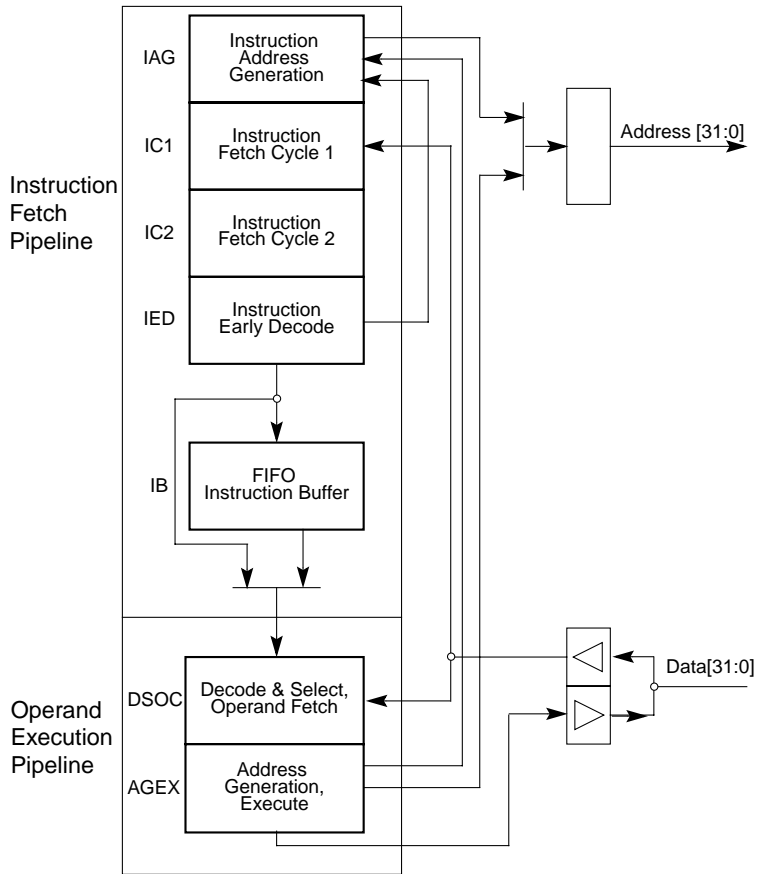 IAG
Instruction
Address
Generation
IC1
Instruction
Fetch Cycle 1
Address [31:0]
Instruction
Fetch
Pipeline
IC2
Instruction
Fetch Cycle 2
IED
Instruction
Early Decode
IB
FIFO
Instruction Buffer
Operand
Execution
Pipeline
DSOC
Decode & Select,
Operand Fetch
Data[31:0]
AGEX
Address
Generation,
Execute